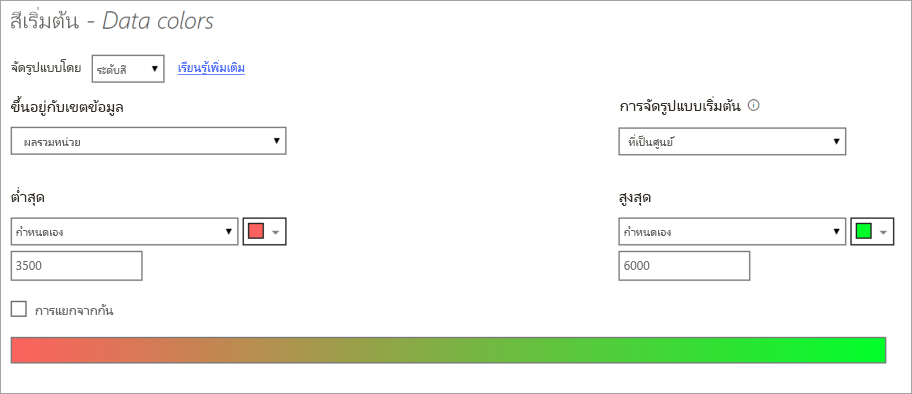 สีเริ่มต้น - Data colors
จัดรูปแบบโดย ระดับสี เรียนรู้เพิ่มเติม
ขึ้นอยู่กับเขตข้อมูล การจัดรูปแบบเริ่มต้น
ผลรวมหน่วย ที่เป็นศูนย์
ต่ำสุด สูงสุด
กำหนดเอง กำหนดเอง
3500 6000
การแยกจากกัน